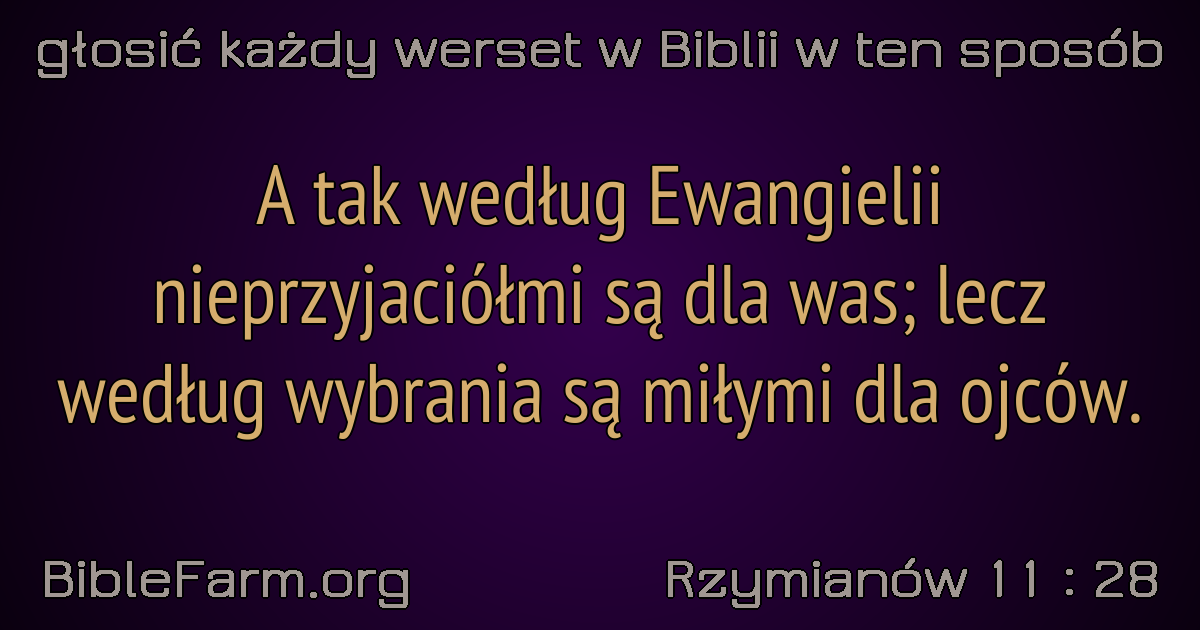 głosić każdy werset w Biblii w ten sposób
A tak według Ewangielii
nieprzyjaciółmi są dla was; lecz
według wybrania są miłymi dla ojców.
BibleFarm.org
Rzymianów 11 : 28